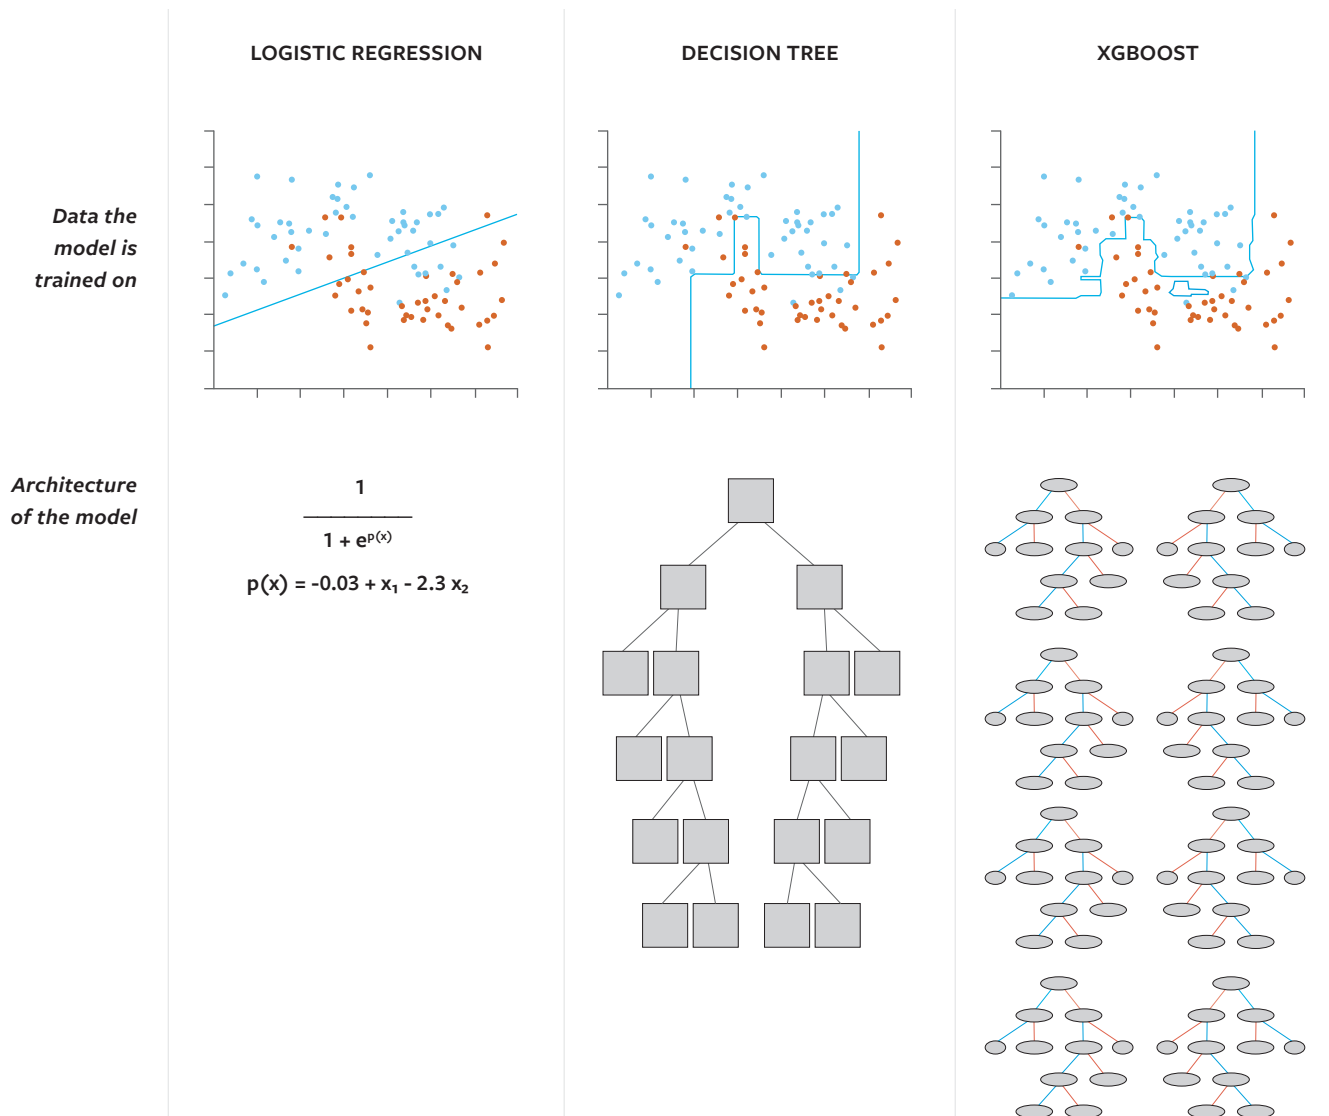 LOGISTIC REGRESSION
DECISION TREE
XGBOOST
Data the
model is
trained on
Architecture
of the model
1
1 + eᵖ⁽ˣ⁾
p(x) = -0.03 + x₁ - 2.3 x₂